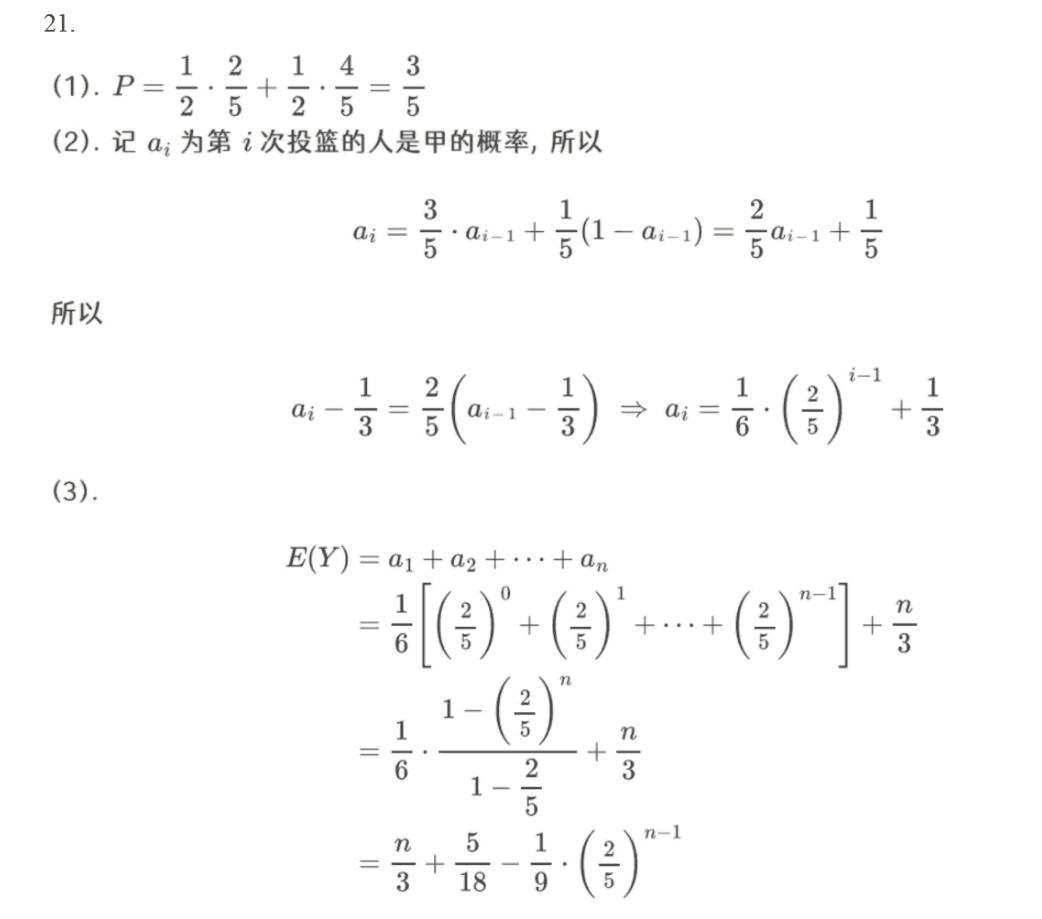 21.
(1). P = \frac{1}{2} \cdot \frac{2}{5} + \frac{1}{2} \cdot \frac{4}{5} = \frac{3}{5}
(2). 记 a_i 为第 i 次投篮的人是甲的概率, 所以
a_i = \frac{3}{5} \cdot a_{i-1} + \frac{1}{5}(1 - a_{i-1}) = \frac{2}{5}a_{i-1} + \frac{1}{5}
所以
a_i - \frac{1}{3} = \frac{2}{5}\left(a_{i-1} - \frac{1}{3}\right) \Rightarrow a_i = \frac{1}{6} \cdot \left(\frac{2}{5}\right)^{i-1} + \frac{1}{3}
(3).
E(Y) = a_1 + a_2 + \cdots + a_n
= \frac{1}{6}\left[\left(\frac{2}{5}\right)^0 + \left(\frac{2}{5}\right)^1 + \cdots + \left(\frac{2}{5}\right)^{n-1}\right] + \frac{n}{3}
= \frac{1}{6} \cdot \frac{1 - \left(\frac{2}{5}\right)^n}{1 - \frac{2}{5}} + \frac{n}{3}
= \frac{n}{3} + \frac{5}{18} - \frac{1}{9} \cdot \left(\frac{2}{5}\right)^{n-1}